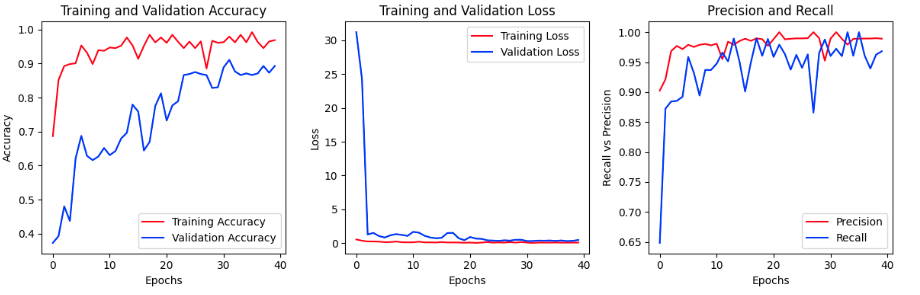 Training and Validation Accuracy
1.0
0.9
0.8
0.7
0.6
0.5
0.4
Accuracy
0
10
20
30
40
Epochs
Training Accuracy
Validation Accuracy
Training and Validation Loss
30
25
20
15
10
5
0
Loss
0
10
20
30
40
Epochs
Training Loss
Validation Loss
Precision and Recall
1.00
0.95
0.90
0.85
0.80
0.75
0.70
0.65
Recall vs Precision
0
10
20
30
40
Epochs
Precision
Recall